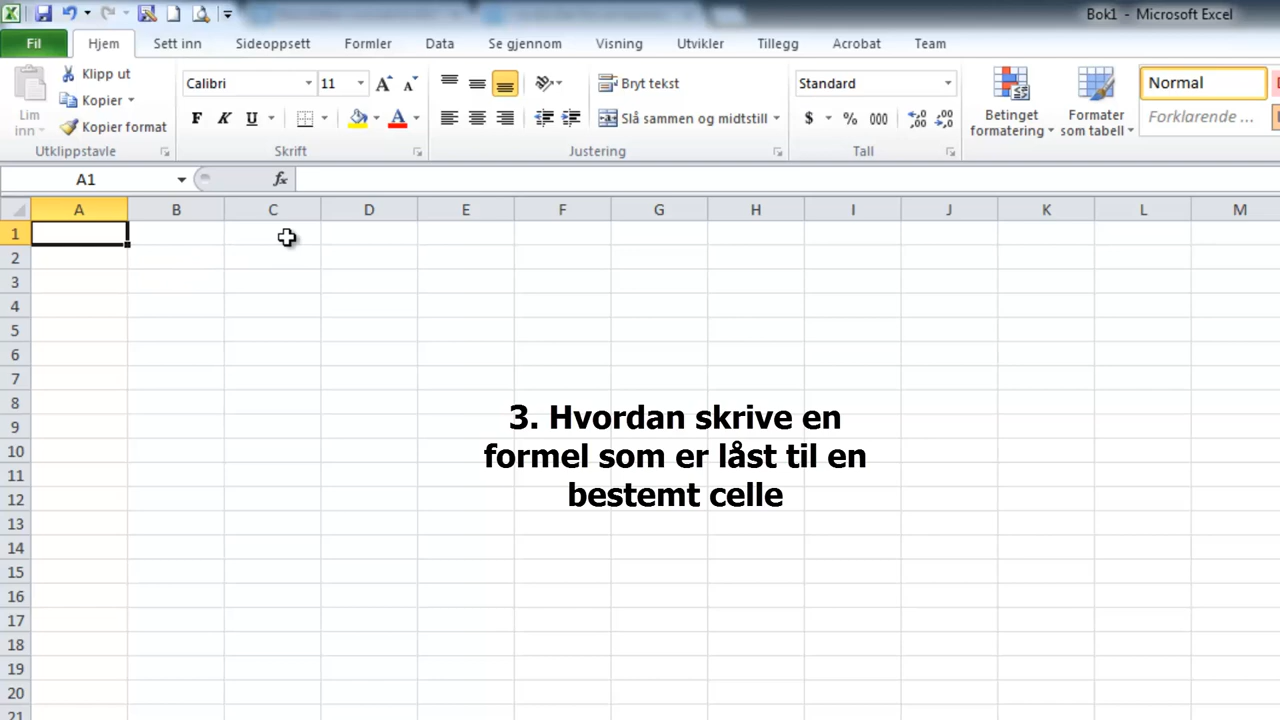 Bok1 - Microsoft Excel
Fil Hjem Sett inn Sideoppsett Formler Data Se gjennom Visning Utvikler Tillegg Acrobat Team
Lim inn
Klipp ut
Kopier
Kopier format
Utklippstavle
Calibri 11
F K U A
Skrift
Bryt tekst
Slå sammen og midtstill
Justering
Standard
$ % 000
Tall
Betinget formatering
Formater som tabell
Normal
Forklarende ...
A1 fx
A B C D E F G H I J K L M
1
2
3
4
5
6
7
8
9
10
11
12
13
14
15
16
17
18
19
20
21
3. Hvordan skrive en
formel som er låst til en
bestemt celle